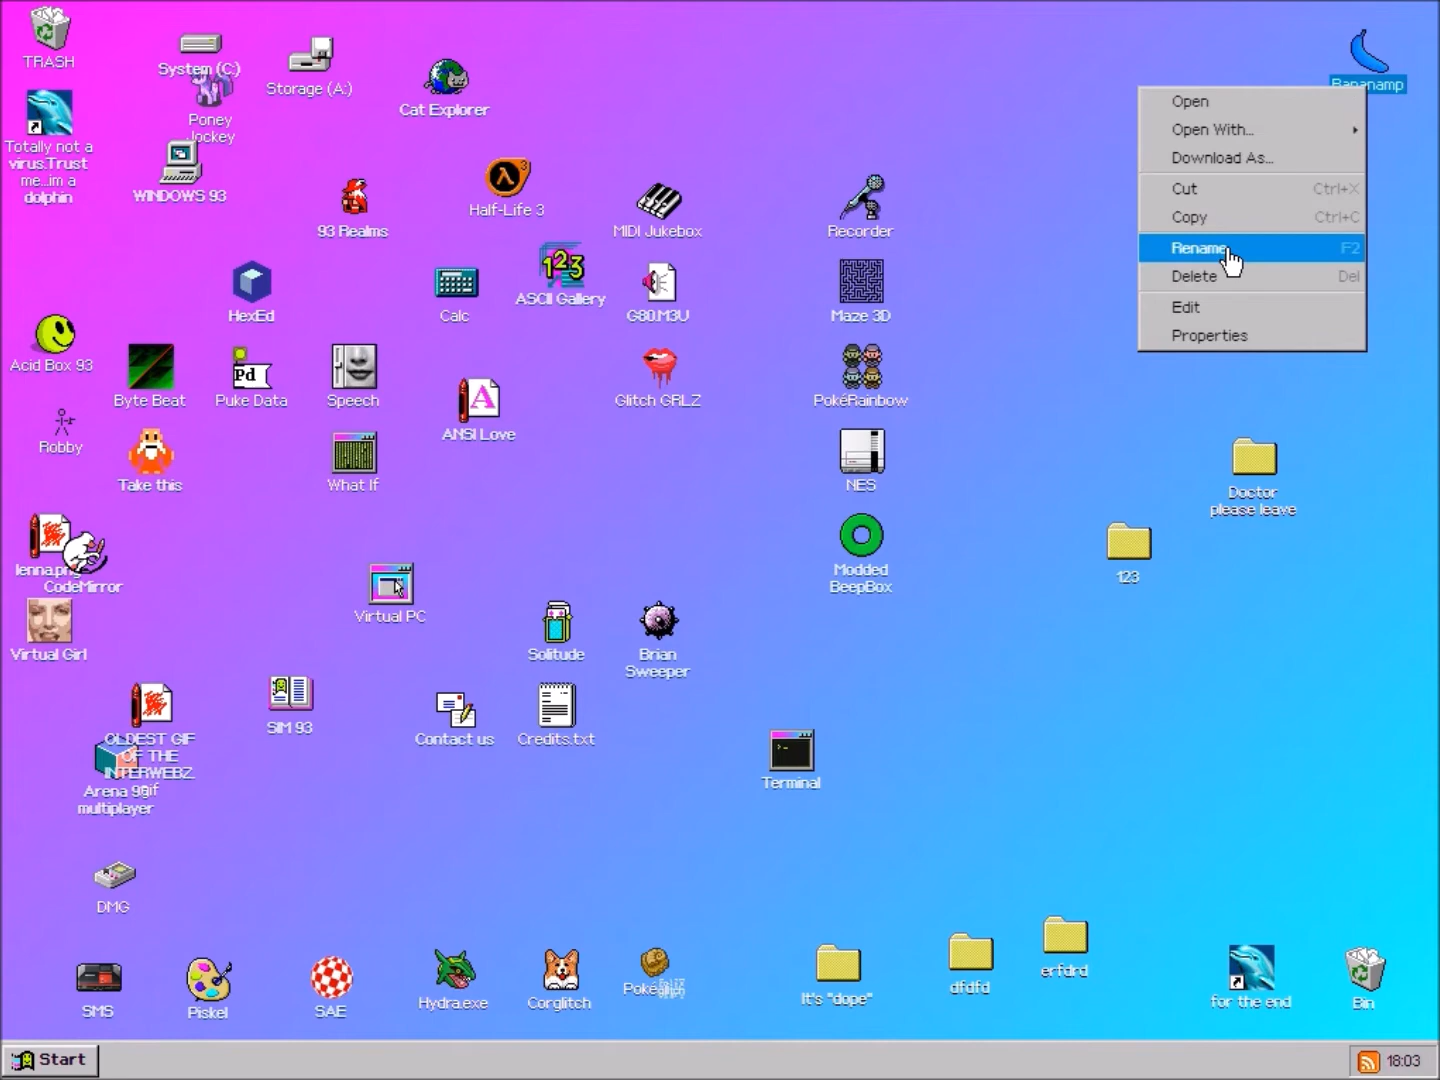 TRASH
System (C:)
Storage (A:)
Cat Explorer
Bananamp
Poney
Jockey
Totally not a
virus.Trust
me...im a
dolphin
WINDOWS 93
93 Realms
Half-Life 3
3
MIDI Jukebox
Recorder
Open
Open With...
Download As...
Cut Ctrl+X
Copy Ctrl+C
Rename F2
Delete Del
Edit
Properties
HexEd
Calc
123
ASCII Gallery
G80.M3U
Maze 3D
Acid Box 93
Byte Beat
Pd
Puke Data
Speech
A
ANSI Love
Glitch GRLZ
PokéRainbow
Robby
Take this
What If
NES
Doctor
please leave
lenna.png
CodeMirror
Virtual PC
Modded
BeepBox
123
Virtual Girl
Solitude
Brian
Sweeper
OLDEST GIF
OF THE
INTERWEBZ
.gif
SIM 93
Contact us
Credits.txt
Terminal
Arena 93
multiplayer
DMG
SMS
Piskel
SAE
Hydra.exe
Corglitch
It's "dope"
dfdfd
erfdrd
for the end
Bin
Start
18:03